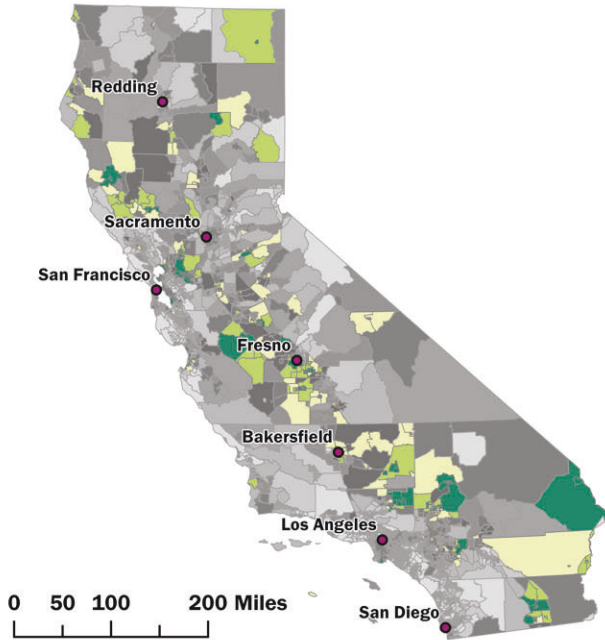 Redding
Sacramento
San Francisco
Fresno
Bakersfield
Los Angeles
0 50 100 200 Miles
San Diego